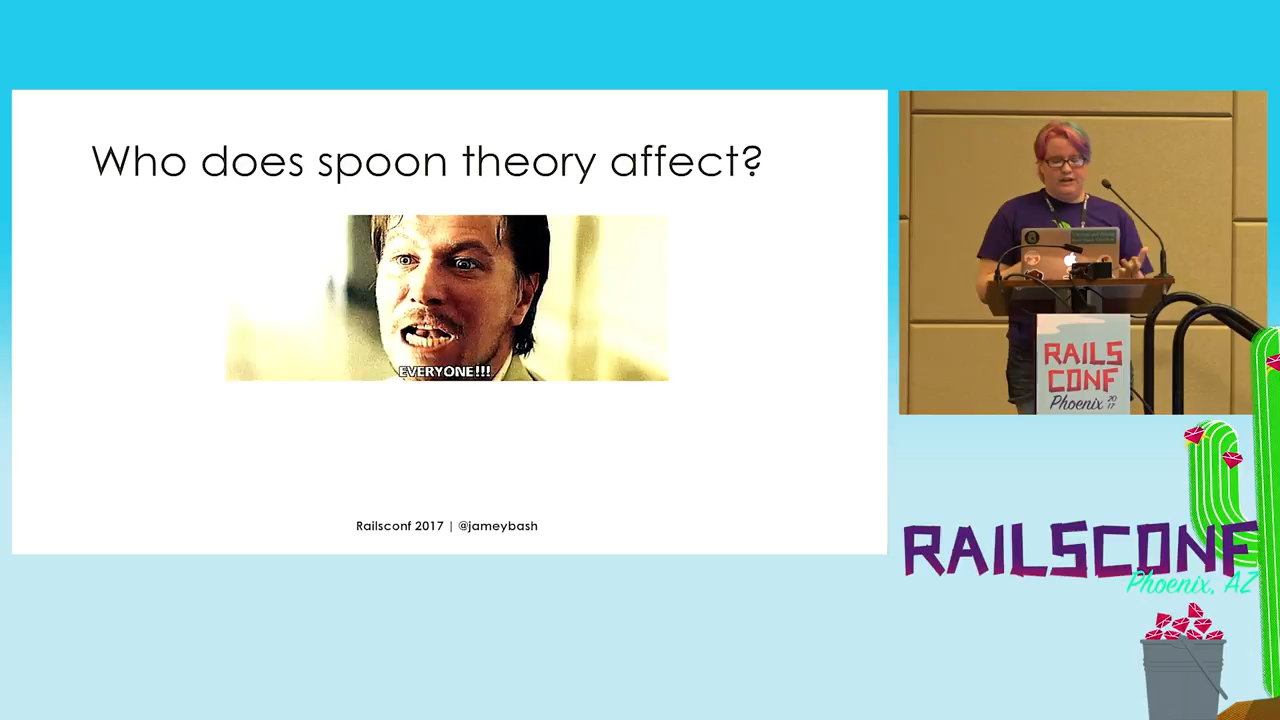 Who does spoon theory affect?
EVERYONE!!!
Railsconf 2017 | @jameybash
RAILS
CONF
Phoenix 2017
RAILSCONF
Phoenix, AZ